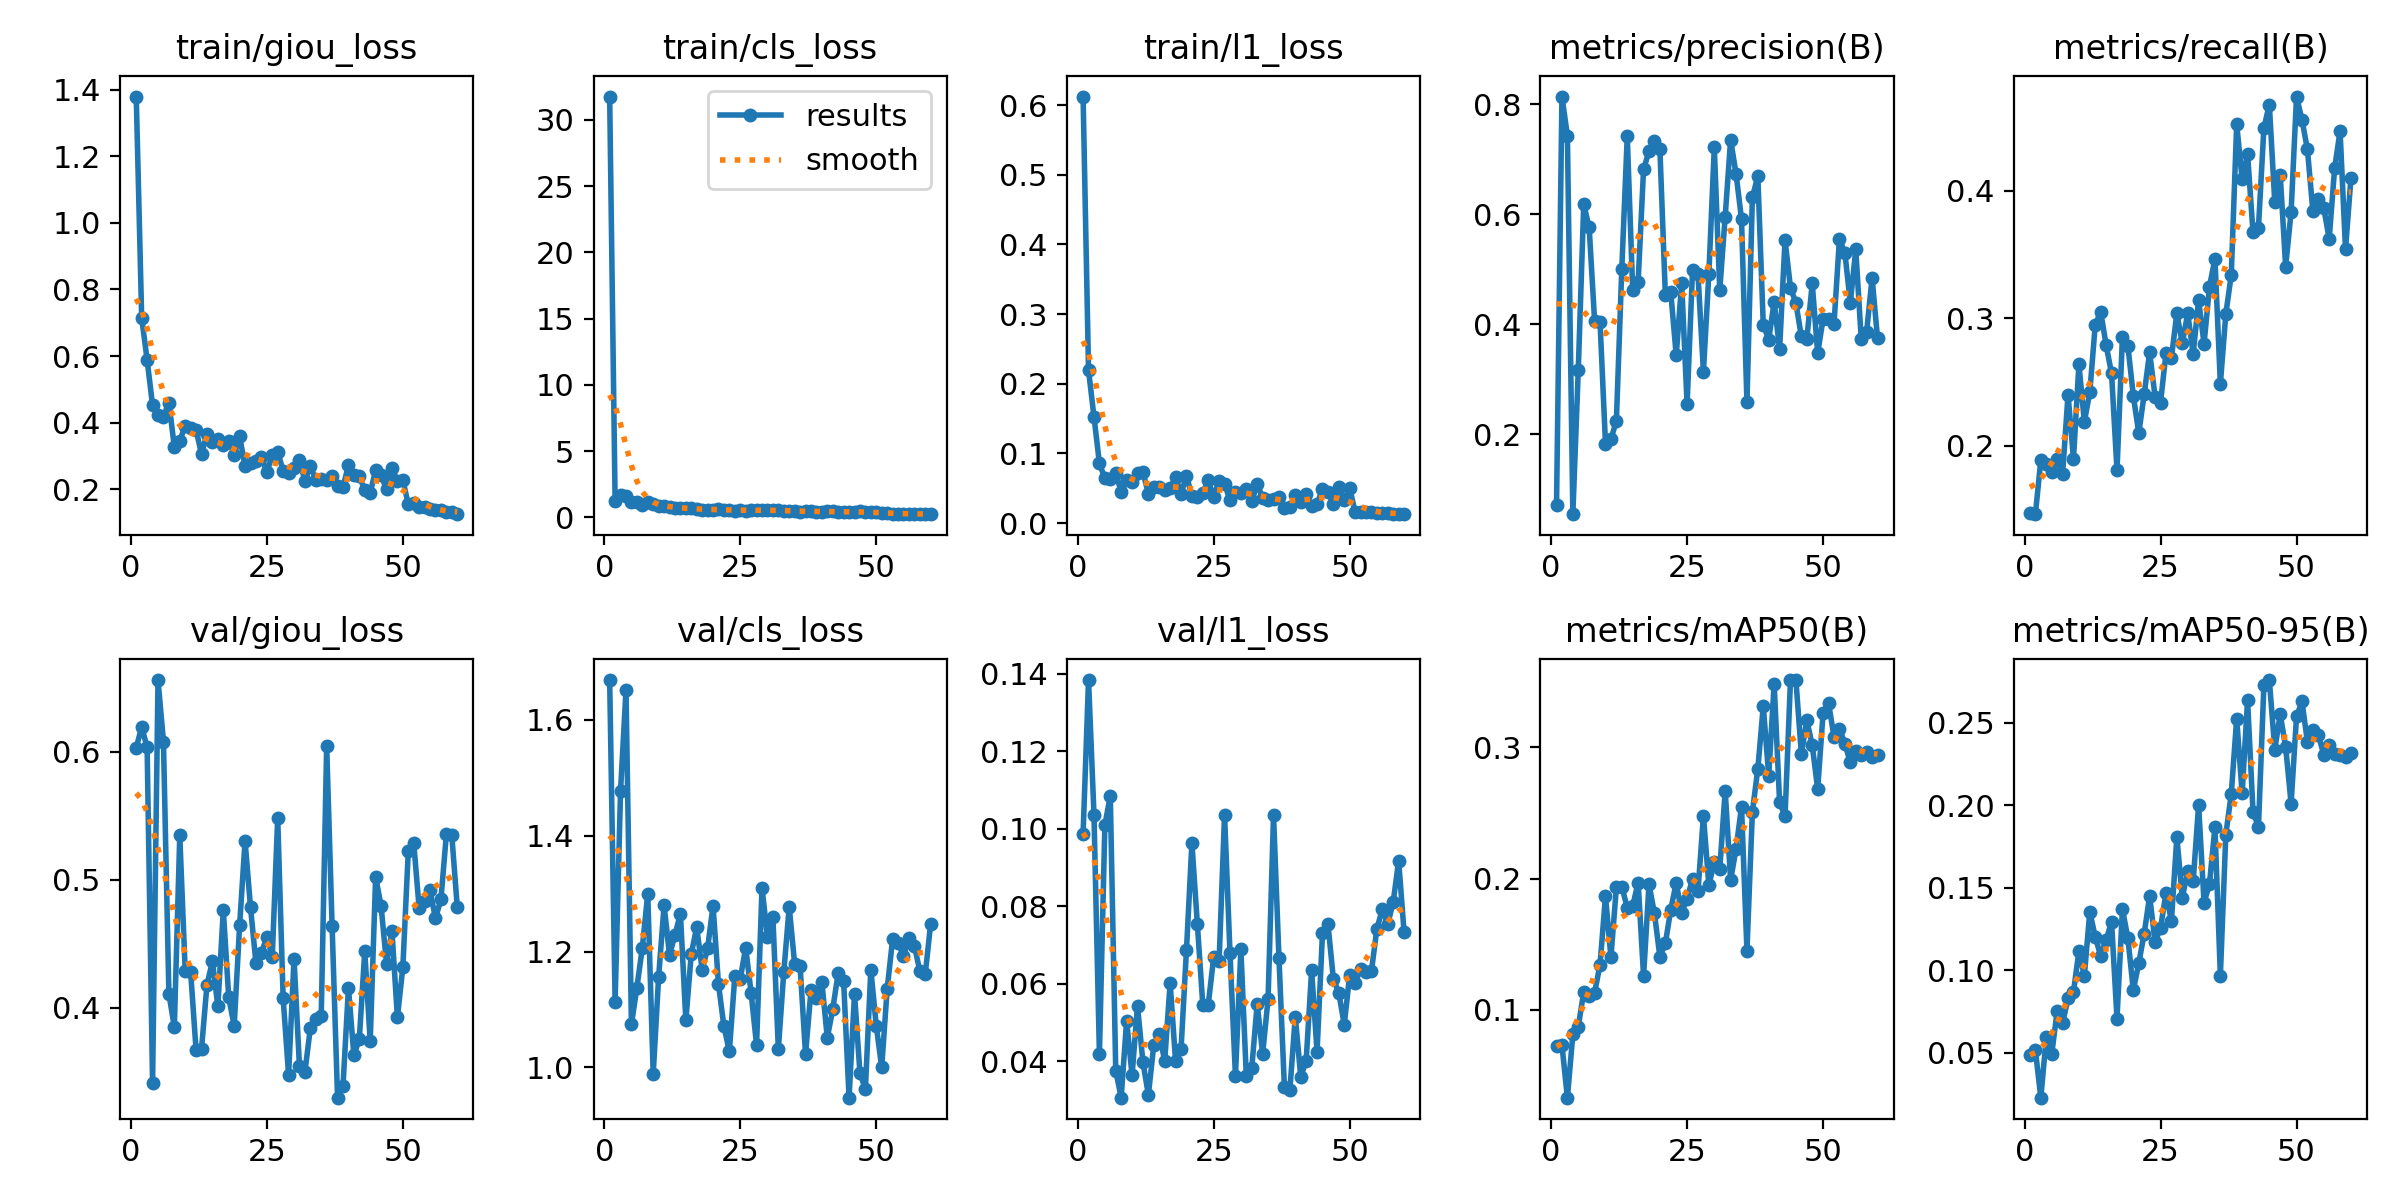 train/giou_loss
1.4
1.2
1.0
0.8
0.6
0.4
0.2
0 25 50
train/cls_loss
results
smooth
30
25
20
15
10
5
0
0 25 50
train/l1_loss
0.6
0.5
0.4
0.3
0.2
0.1
0.0
0 25 50
metrics/precision(B)
0.8
0.6
0.4
0.2
0 25 50
metrics/recall(B)
0.4
0.3
0.2
0 25 50
val/giou_loss
0.6
0.5
0.4
0 25 50
val/cls_loss
1.6
1.4
1.2
1.0
0 25 50
val/l1_loss
0.14
0.12
0.10
0.08
0.06
0.04
0 25 50
metrics/mAP50(B)
0.3
0.2
0.1
0 25 50
metrics/mAP50-95(B)
0.25
0.20
0.15
0.10
0.05
0 25 50